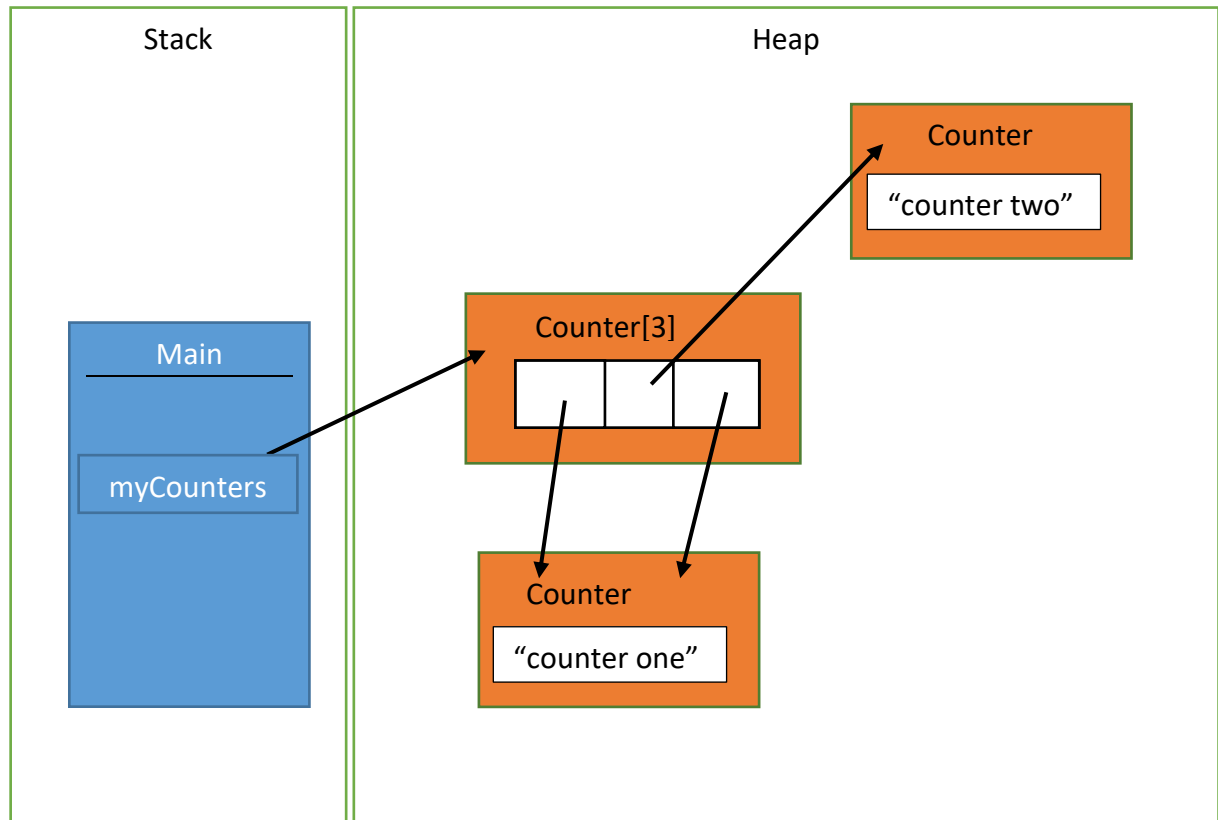 Stack
Heap
Counter
“counter two”
Counter[3]
Main
myCounters
Counter
“counter one”